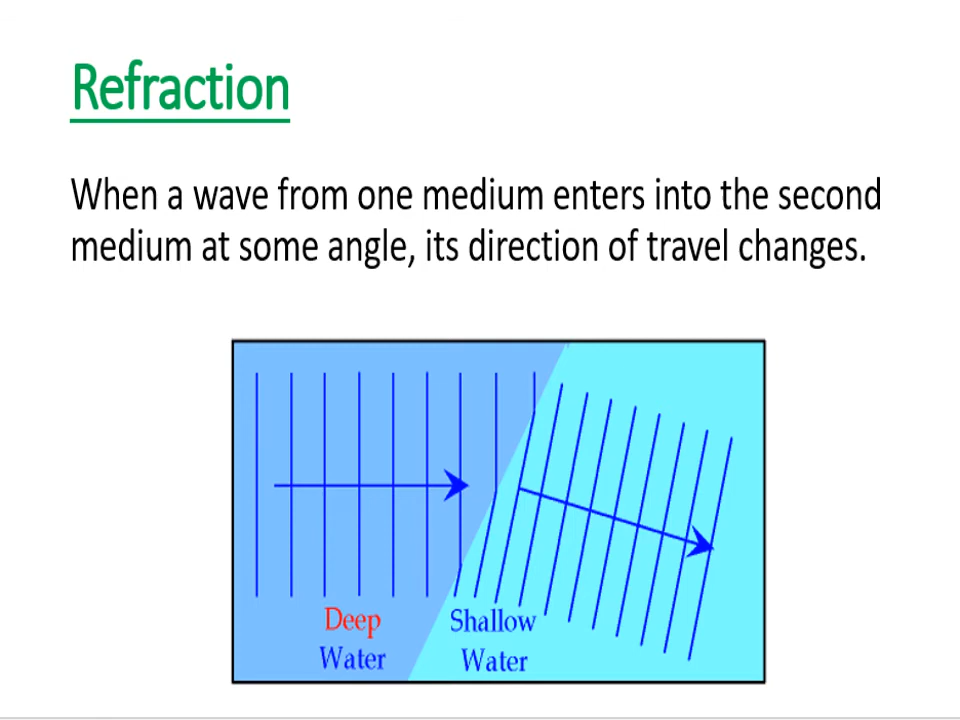 Refraction
When a wave from one medium enters into the second
medium at some angle, its direction of travel changes.
Deep
Water
Shallow
Water